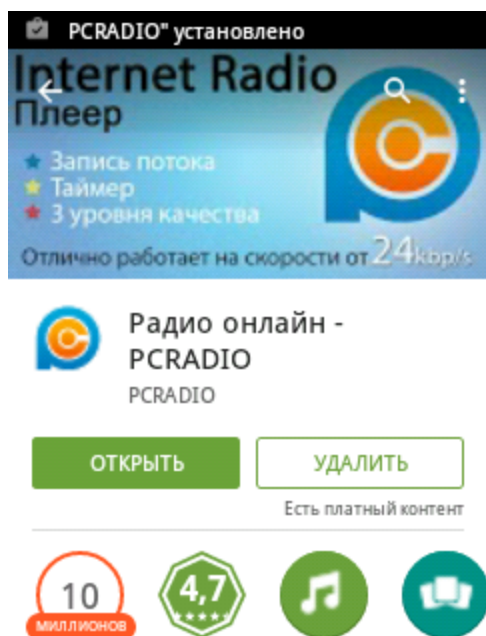 PCRADIO" установлено
Internet Radio
Плеер
Запись потока
Таймер
3 уровня качества
Отлично работает на скорости от 24kbp/s
Радио онлайн -
PCRADIO
PCRADIO
ОТКРЫТЬ
УДАЛИТЬ
Есть платный контент
10
МИЛЛИОНОВ
4,7